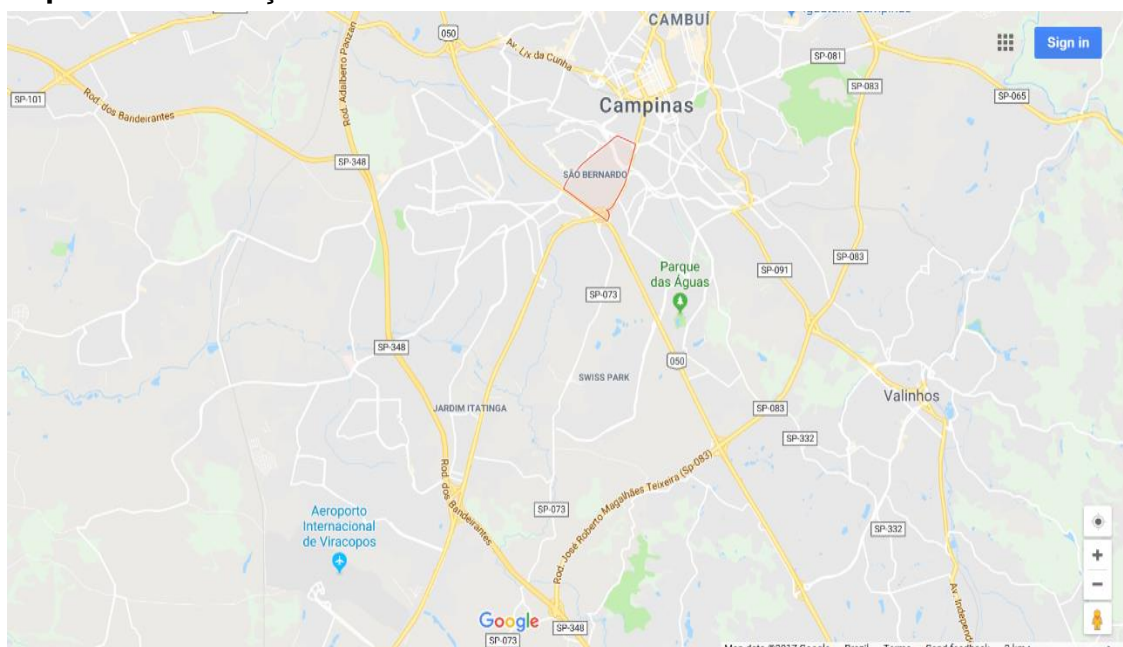 CAMBUÍ
050
Sign in
Av. Lix da Cunha
SP-081
SP-083
SP-065
SP-101
Rod. dos Bandeirantes
Rod. Adalberto Panzan
Campinas
SP-348
SÃO BERNARDO
Parque
das Águas
SP-091
SP-083
SP-073
SP-348
050
SWISS PARK
JARDIM ITATINGA
Valinhos
SP-083
SP-332
Rod. dos Bandeirantes
Rod. José Roberto Magalhães Teixeira (Sp-083)
Aeroporto
Internacional
de Viracopos
SP-073
SP-332
Av. Independ
Google
SP-348
SP-073